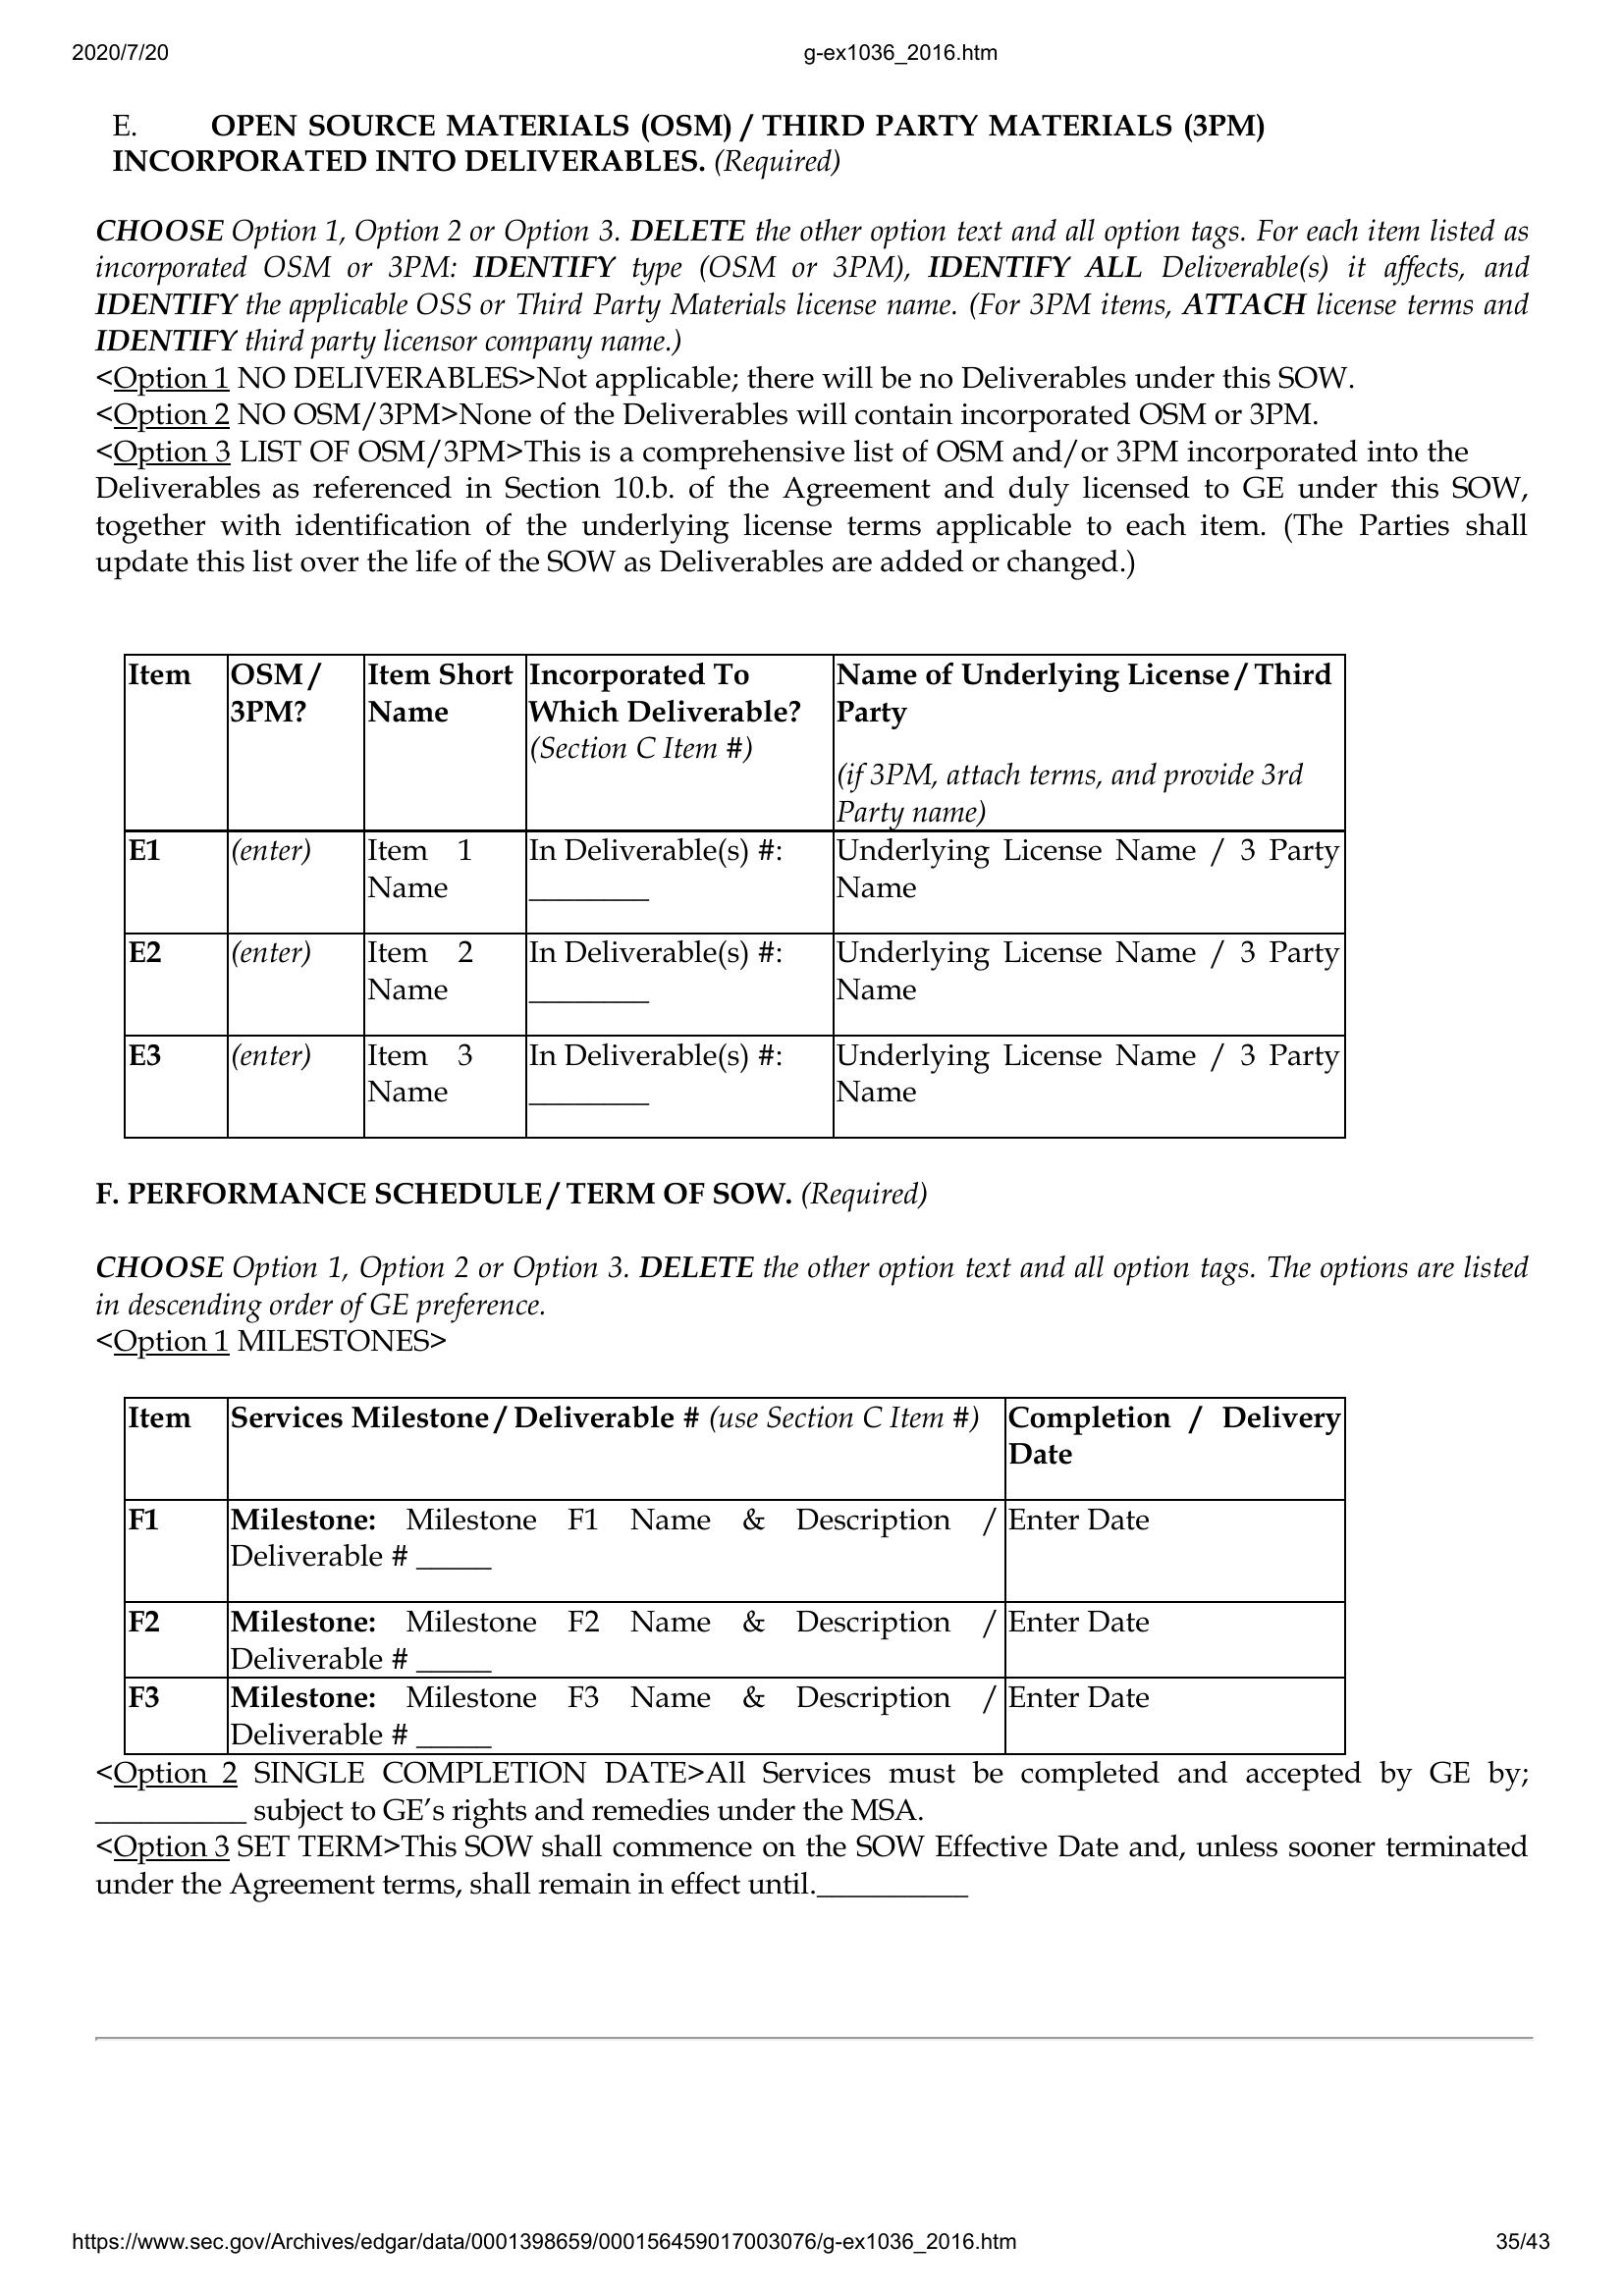 2020/7/20
g-ex1036_2016.htm
E. OPEN SOURCE MATERIALS (OSM) / THIRD PARTY MATERIALS (3PM)
INCORPORATED INTO DELIVERABLES. (Required)
CHOOSE Option 1, Option 2 or Option 3. DELETE the other option text and all option tags. For each item listed as
incorporated OSM or 3PM: IDENTIFY type (OSM or 3PM), IDENTIFY ALL Deliverable(s) it affects, and
IDENTIFY the applicable OSS or Third Party Materials license name. (For 3PM items, ATTACH license terms and
IDENTIFY third party licensor company name.)
<Option 1 NO DELIVERABLES>Not applicable; there will be no Deliverables under this SOW.
<Option 2 NO OSM/3PM>None of the Deliverables will contain incorporated OSM or 3PM.
<Option 3 LIST OF OSM/3PM>This is a comprehensive list of OSM and/or 3PM incorporated into the
Deliverables as referenced in Section 10.b. of the Agreement and duly licensed to GE under this SOW,
together with identification of the underlying license terms applicable to each item. (The Parties shall
update this list over the life of the SOW as Deliverables are added or changed.)
Item
OSM /
3PM?
Item Short
Name
Incorporated To
Which Deliverable?
(Section C Item #)
Name of Underlying License / Third
Party
(if 3PM, attach terms, and provide 3rd
Party name)
E1
(enter)
Item 1
Name
In Deliverable(s) #:
________
Underlying License Name / 3 Party
Name
E2
(enter)
Item 2
Name
In Deliverable(s) #:
________
Underlying License Name / 3 Party
Name
E3
(enter)
Item 3
Name
In Deliverable(s) #:
________
Underlying License Name / 3 Party
Name
F. PERFORMANCE SCHEDULE / TERM OF SOW. (Required)
CHOOSE Option 1, Option 2 or Option 3. DELETE the other option text and all option tags. The options are listed
in descending order of GE preference.
<Option 1 MILESTONES>
Item
Services Milestone / Deliverable # (use Section C Item #)
Completion / Delivery
Date
F1
Milestone: Milestone F1 Name & Description /
Deliverable # _____
Enter Date
F2
Milestone: Milestone F2 Name & Description /
Deliverable # _____
Enter Date
F3
Milestone: Milestone F3 Name & Description /
Deliverable # _____
Enter Date
<Option 2 SINGLE COMPLETION DATE>All Services must be completed and accepted by GE by;
__________ subject to GE’s rights and remedies under the MSA.
<Option 3 SET TERM>This SOW shall commence on the SOW Effective Date and, unless sooner terminated
under the Agreement terms, shall remain in effect until.__________
https://www.sec.gov/Archives/edgar/data/0001398659/000156459017003076/g-ex1036_2016.htm
35/43